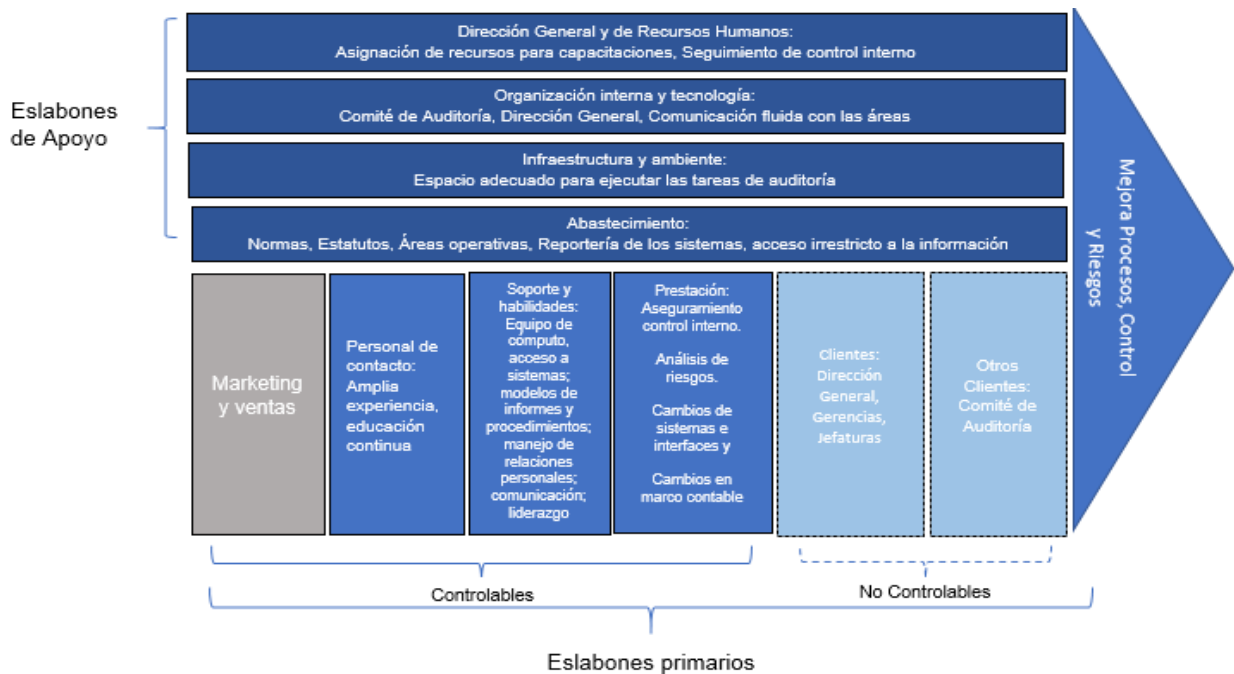 Dirección General y de Recursos Humanos:
Asignación de recursos para capacitaciones, Seguimiento de control interno
Organización interna y tecnología:
Comité de Auditoría, Dirección General, Comunicación fluida con las áreas
Eslabones
de Apoyo
Infraestructura y ambiente:
Espacio adecuado para ejecutar las tareas de auditoría
Abastecimiento:
Normas, Estatutos, Áreas operativas, Reportería de los sistemas, acceso irrestricto a la información
Marketing
y ventas
Personal de
contacto:
Amplia
experiencia,
educación
continua
Soporte y
habilidades:
Equipo de
cómputo,
acceso a
sistemas;
modelos de
informes y
procedimientos;
manejo de
relaciones
personales;
comunicación;
liderazgo
Prestación:
Aseguramiento
control interno.
Análisis de
riesgos.
Cambios de
sistemas e
interfaces y
Cambios en
marco contable
Clientes:
Dirección
General,
Gerencias,
Jefaturas
Otros
Clientes:
Comité de
Auditoría
Mejora Procesos, Control
y Riesgos
Controlables
No Controlables
Eslabones primarios